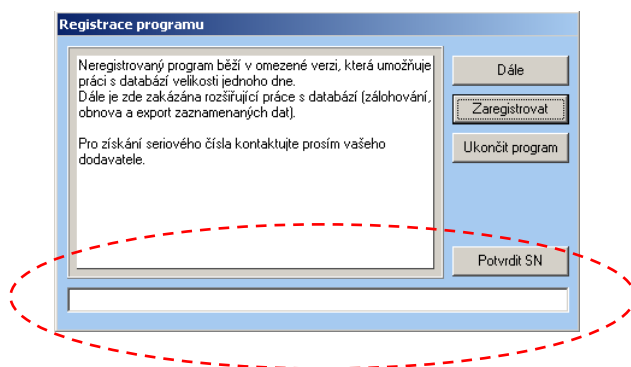 Registrace programu
Neregistrovaný program běží v omezené verzi, která umožňuje
práci s databází velikosti jednoho dne.
Dále je zde zakázána rozšiřující práce s databází (zálohování,
obnova a export zaznamenaných dat).
Pro získání seriového čísla kontaktujte prosím vašeho
dodavatele.
Dále
Zaregistrovat
Ukončit program
Potvrdit SN